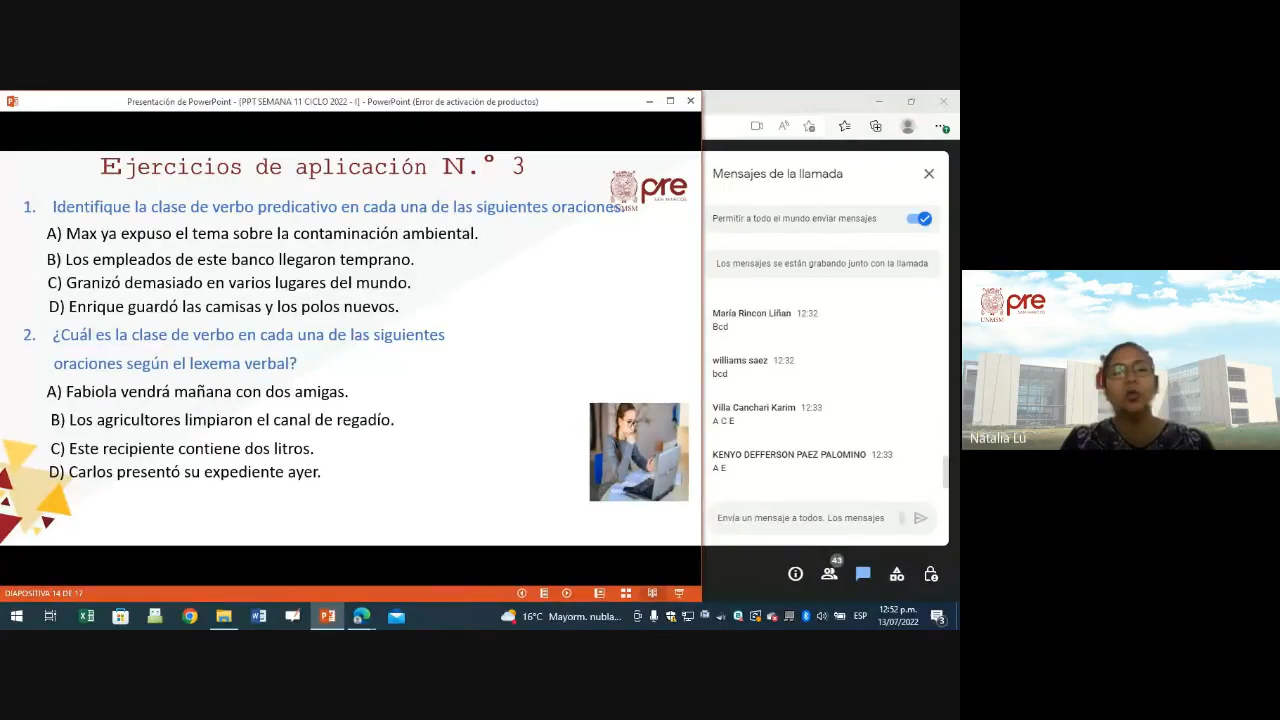 Presentación de PowerPoint - [PPT SEMANA 11 CICLO 2022 - I] - PowerPoint (Error de activación de productos)
Ejercicios de aplicación N.° 3
pre
SAN MARCOS
UNMSM
1. Identifique la clase de verbo predicativo en cada una de las siguientes oraciones.
A) Max ya expuso el tema sobre la contaminación ambiental.
B) Los empleados de este banco llegaron temprano.
C) Granizó demasiado en varios lugares del mundo.
D) Enrique guardó las camisas y los polos nuevos.
2. ¿Cuál es la clase de verbo en cada una de las siguientes
oraciones según el lexema verbal?
A) Fabiola vendrá mañana con dos amigas.
B) Los agricultores limpiaron el canal de regadío.
C) Este recipiente contiene dos litros.
D) Carlos presentó su expediente ayer.
DIAPOSITIVA 14 DE 17
Mensajes de la llamada
Permitir a todo el mundo enviar mensajes
Los mensajes se están grabando junto con la llamada
María Rincon Liñan 12:32
Bcd
williams saez 12:32
bcd
Villa Canchari Karim 12:33
A C E
KENYO DEFFERSON PAEZ PALOMINO 12:33
A E
Envía un mensaje a todos. Los mensajes
43
16°C Mayorm. nubla...
ESP
12:52 p.m.
13/07/2022
3
pre
SAN MARCOS
UNMSM
Natalia Lu